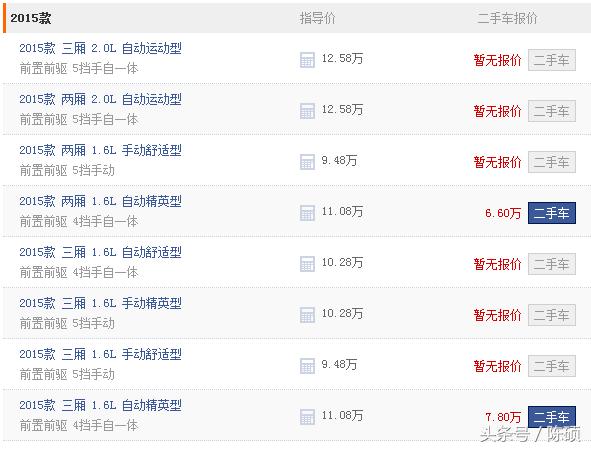 2015款 指导价 二手车报价
2015款 三厢 2.0L 自动运动型
前置前驱 5挡手自一体
12.58万 暂无报价 二手车
2015款 两厢 2.0L 自动运动型
前置前驱 5挡手自一体
12.58万 暂无报价 二手车
2015款 两厢 1.6L 手动舒适型
前置前驱 5挡手动
9.48万 暂无报价 二手车
2015款 两厢 1.6L 自动精英型
前置前驱 4挡手自一体
11.08万 6.60万 二手车
2015款 三厢 1.6L 自动舒适型
前置前驱 4挡手自一体
10.28万 暂无报价 二手车
2015款 三厢 1.6L 手动精英型
前置前驱 5挡手动
10.28万 暂无报价 二手车
2015款 三厢 1.6L 手动舒适型
前置前驱 5挡手动
9.48万 暂无报价 二手车
2015款 三厢 1.6L 自动精英型
前置前驱 4挡手自一体
11.08万 7.80万 二手车
头条号 / 陈硕